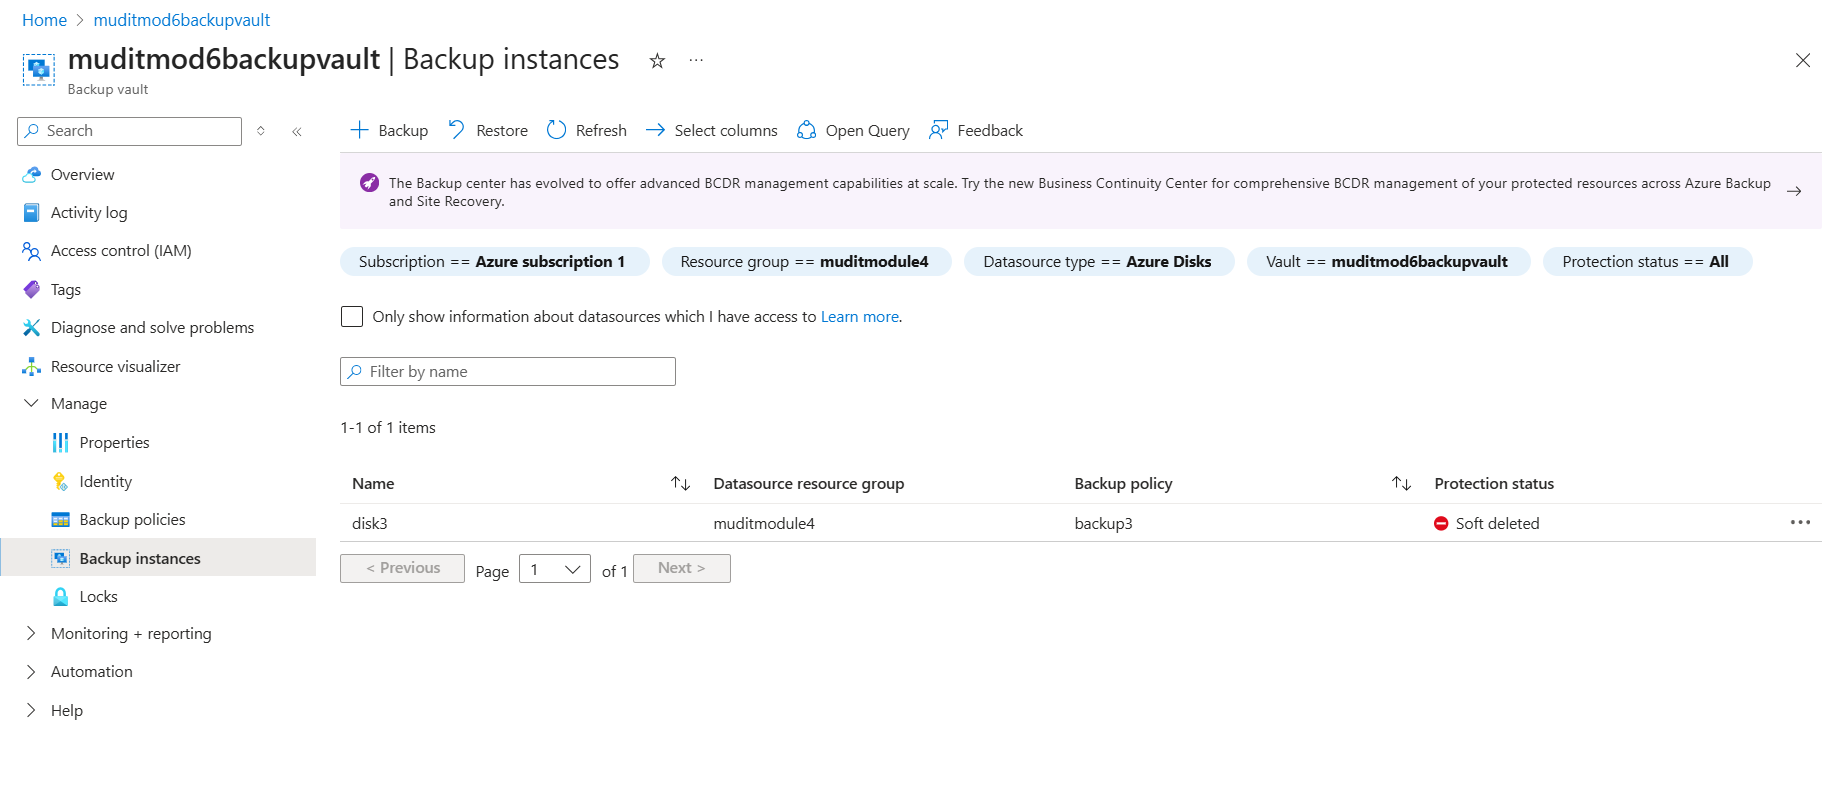 Home > muditmod6backupvault
muditmod6backupvault | Backup instances
Backup vault
Search
Overview
Activity log
Access control (IAM)
Tags
Diagnose and solve problems
Resource visualizer
Manage
Properties
Identity
Backup policies
Backup instances
Locks
Monitoring + reporting
Automation
Help
Backup Restore Refresh Select columns Open Query Feedback
The Backup center has evolved to offer advanced BCDR management capabilities at scale. Try the new Business Continuity Center for comprehensive BCDR management of your protected resources across Azure Backup
and Site Recovery.
Subscription == Azure subscription 1 Resource group == muditmodule4 Datasource type == Azure Disks Vault == muditmod6backupvault Protection status == All
Only show information about datasources which I have access to Learn more.
Filter by name
1-1 of 1 items
Name Datasource resource group Backup policy Protection status
disk3 muditmodule4 backup3 Soft deleted
< Previous Page 1 of 1 Next >